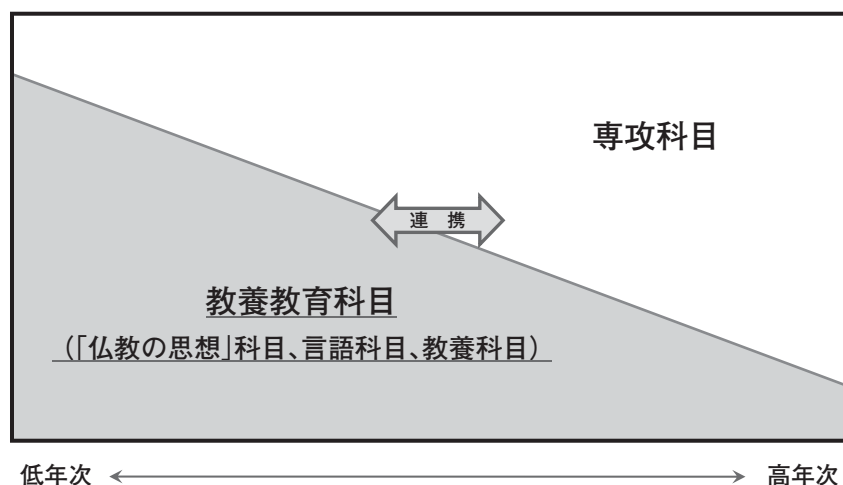 専攻科目
連 携
教養教育科目
（「仏教の思想」科目、言語科目、教養科目）
低年次 高年次